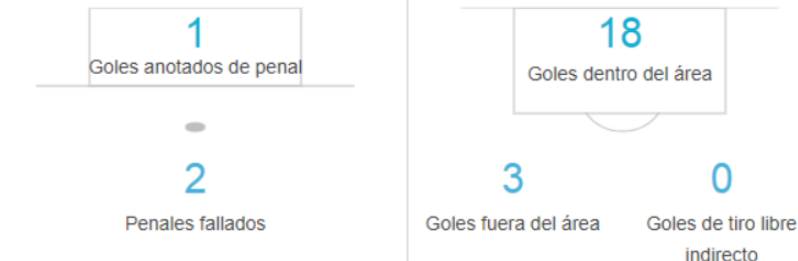 1
Goles anotados de penal
2
Penales fallados
18
Goles dentro del área
3
Goles fuera del área
0
Goles de tiro libre
indirecto